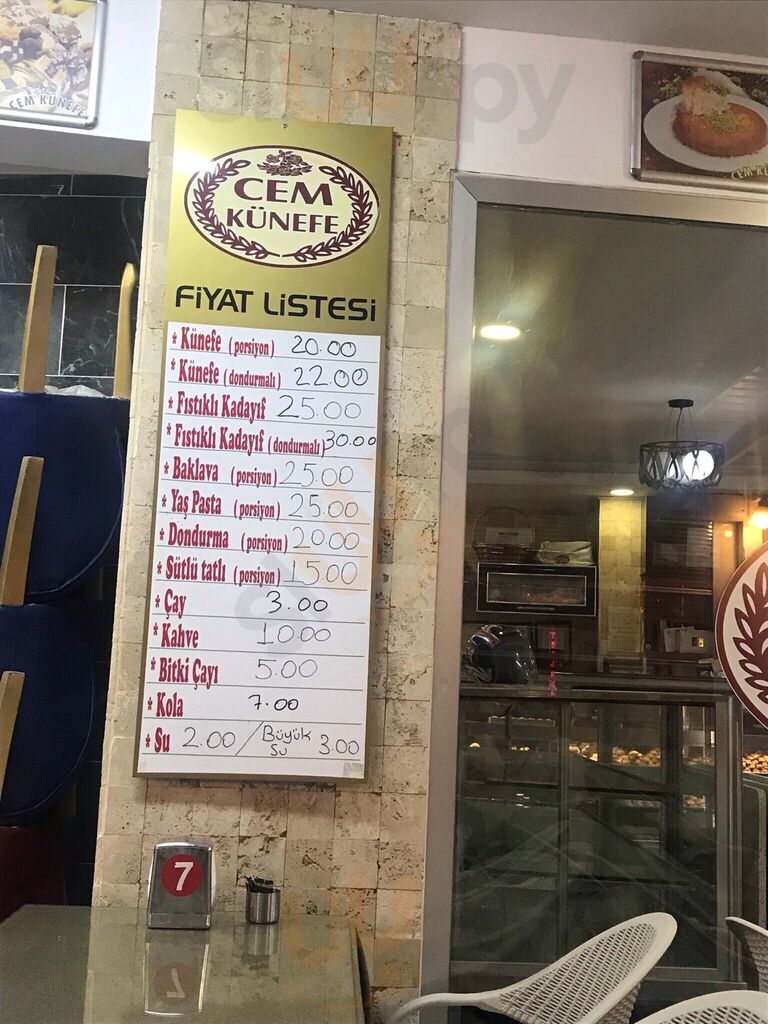 CEM KÜNEFE
CEM
KÜNEFE
FİYAT LİSTESİ
* Künefe (porsiyon) 20.00
* Künefe (dondurmalı) 22.00
* Fıstıklı Kadayıf 25.00
* Fıstıklı Kadayıf (dondurmalı) 30.00
* Baklava (porsiyon) 25.00
* Yaş Pasta (porsiyon) 25.00
* Dondurma (porsiyon) 20.00
* Sütlü tatlı (porsiyon) 15.00
* Çay 3.00
* Kahve 10.00
* Bitki Çayı 5.00
* Kola 7.00
* Su 2.00 / Büyük Su 3.00
7